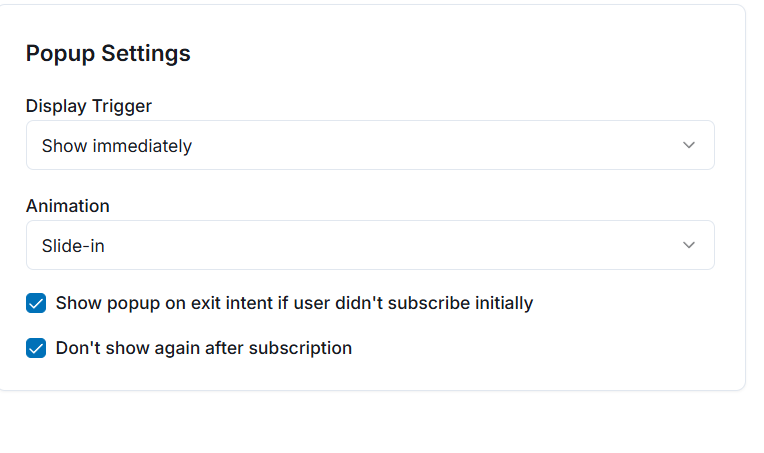 Popup Settings
Display Trigger
Show immediately
Animation
Slide-in
Show popup on exit intent if user didn't subscribe initially
Don't show again after subscription